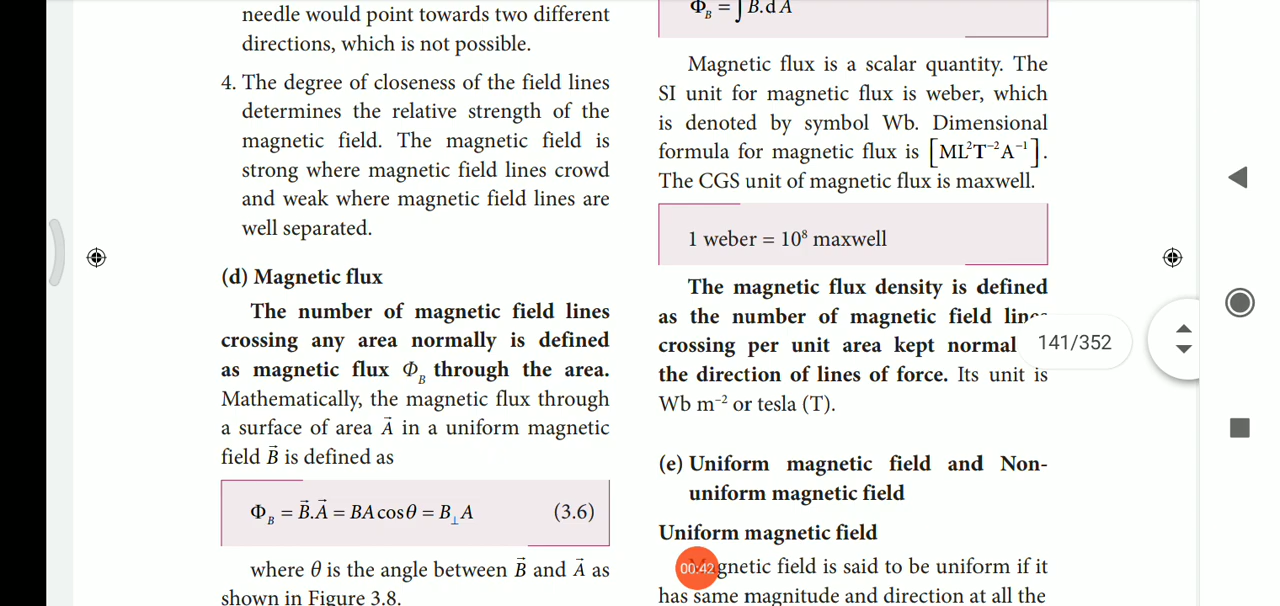 needle would point towards two different
directions, which is not possible.
4. The degree of closeness of the field lines
determines the relative strength of the
magnetic field. The magnetic field is
strong where magnetic field lines crowd
and weak where magnetic field lines are
well separated.
(d) Magnetic flux
The number of magnetic field lines
crossing any area normally is defined
as magnetic flux Φ_B through the area.
Mathematically, the magnetic flux through
a surface of area A⃗ in a uniform magnetic
field B⃗ is defined as
Φ_B = B⃗.A⃗ = BA cosθ = B_⊥A (3.6)
where θ is the angle between B⃗ and A⃗ as
shown in Figure 3.8.
Φ_B = ∫ B⃗.dA⃗
Magnetic flux is a scalar quantity. The
SI unit for magnetic flux is weber, which
is denoted by symbol Wb. Dimensional
formula for magnetic flux is [ML²T⁻²A⁻¹].
The CGS unit of magnetic flux is maxwell.
1 weber = 10⁸ maxwell
The magnetic flux density is defined
as the number of magnetic field lines
crossing per unit area kept normal
the direction of lines of force. Its unit is
Wb m⁻² or tesla (T).
(e) Uniform magnetic field and Non-
uniform magnetic field
Uniform magnetic field
gnetic field is said to be uniform if it
has same magnitude and direction at all the
141/352
00:42